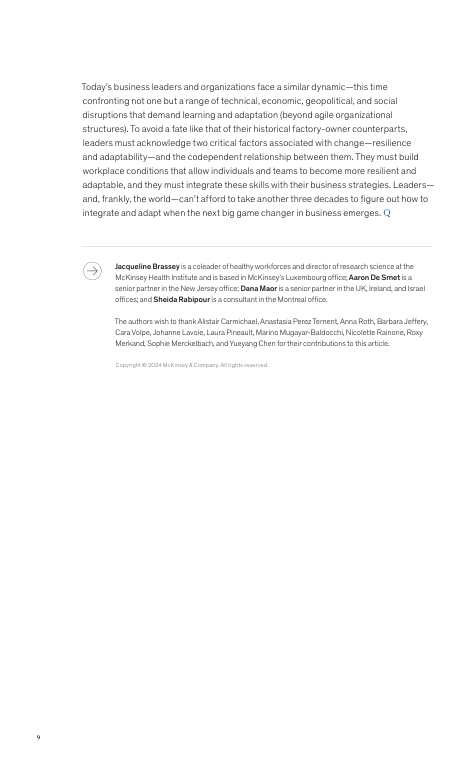 Today's business leaders and organizations face a similar dynamic—this time
confronting not one but a range of technical, economic, geopolitical, and social
disruptions that demand learning and adaptation (beyond agile organizational
structures). To avoid a fate like that of their historical factory-owner counterparts,
leaders must acknowledge two critical factors associated with change—resilience
and adaptability—and the codependent relationship between them. They must build
workplace conditions that allow individuals and teams to become more resilient and
adaptable, and they must integrate these skills with their business strategies. Leaders—
and, frankly, the world—can't afford to take another three decades to figure out how to
integrate and adapt when the next big game changer in business emerges. Q
Jacqueline Brassey is a coleader of healthy workforces and director of research science at the
McKinsey Health Institute and is based in McKinsey's Luxembourg office; Aaron De Smet is a
senior partner in the New Jersey office; Dana Maor is a senior partner in the UK, Ireland, and Israel
offices; and Sheida Rabipour is a consultant in the Montreal office.
The authors wish to thank Alistair Carmichael, Anastasia Perez Ternent, Anna Roth, Barbara Jeffery,
Cara Volpe, Johanne Lavoie, Laura Pineault, Marino Mugayar-Baldocchi, Nicolette Rainone, Roxy
Merkand, Sophie Merckelbach, and Yueyang Chen for their contributions to this article.
Copyright © 2024 McKinsey & Company. All rights reserved.
9